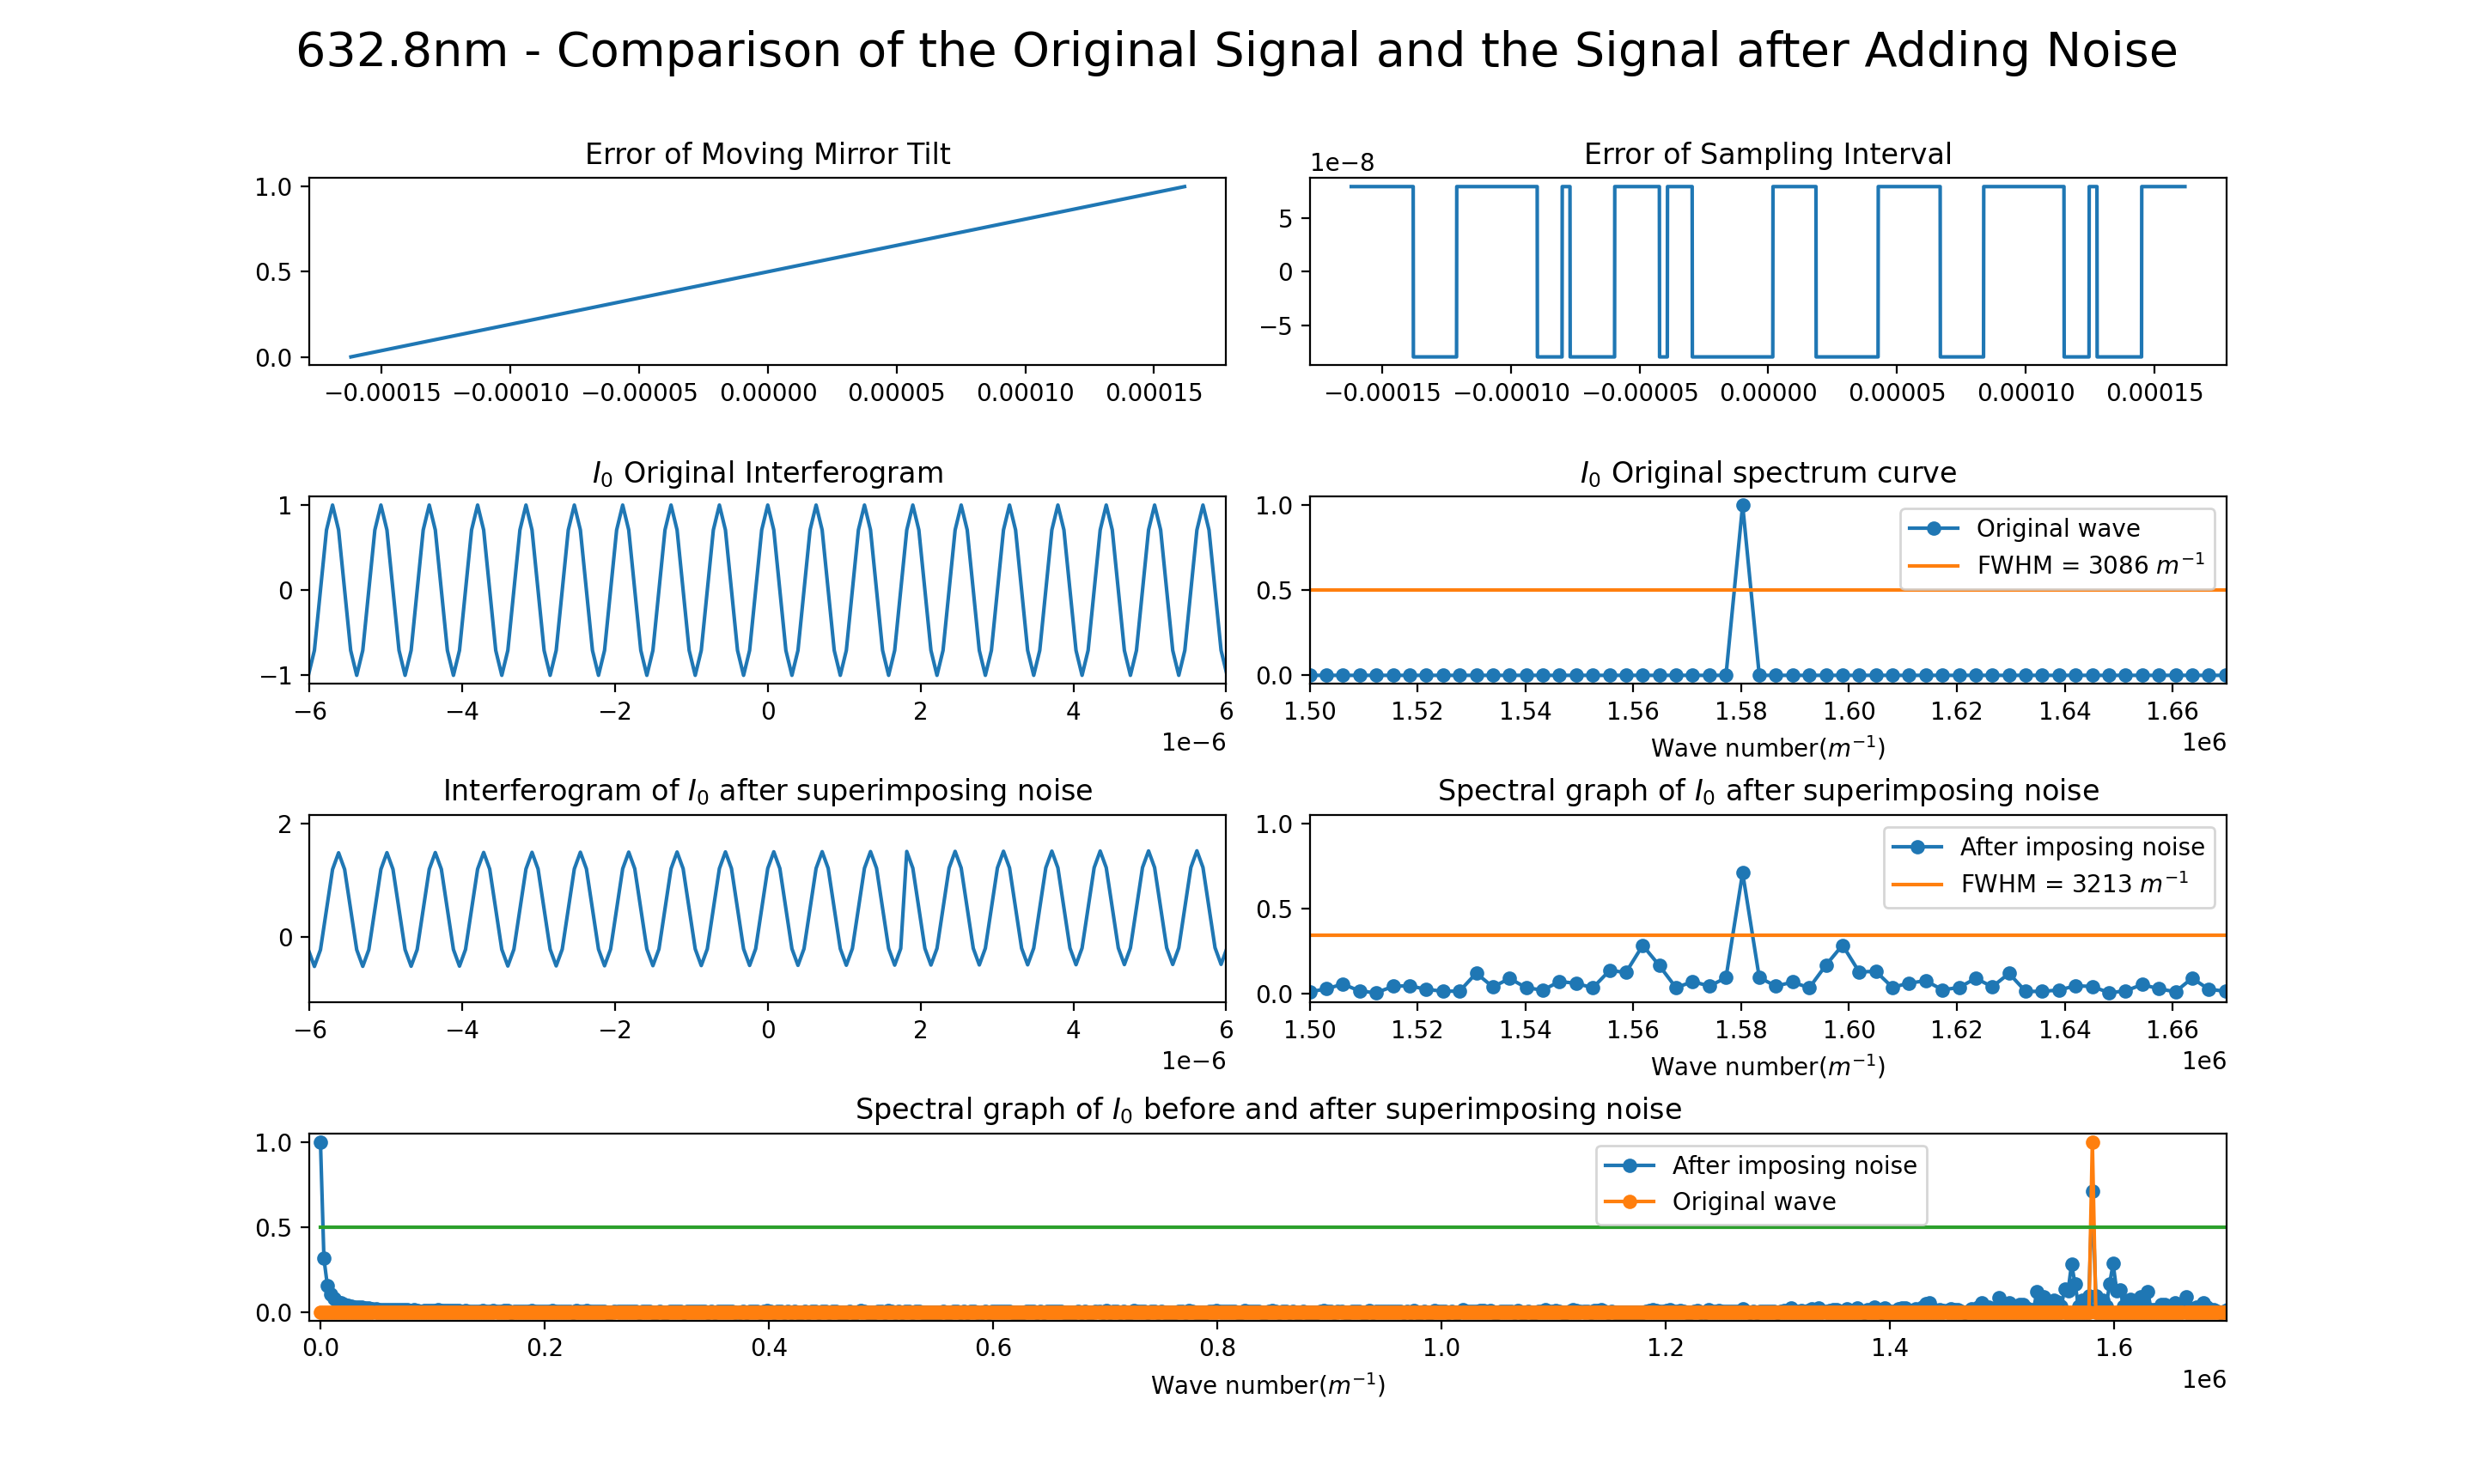 632.8nm - Comparison of the Original Signal and the Signal after Adding Noise
Error of Moving Mirror Tilt
1.0
0.5
0.0
−0.00015 −0.00010 −0.00005 0.00000 0.00005 0.00010 0.00015
Error of Sampling Interval
1e−8
5
0
−5
−0.00015 −0.00010 −0.00005 0.00000 0.00005 0.00010 0.00015
I₀ Original Interferogram
1
0
−1
−6 −4 −2 0 2 4 6
1e−6
I₀ Original spectrum curve
1.0
0.5
0.0
Original wave
FWHM = 3086 m⁻¹
1.50 1.52 1.54 1.56 1.58 1.60 1.62 1.64 1.66
Wave number(m⁻¹)
1e6
Interferogram of I₀ after superimposing noise
2
0
−6 −4 −2 0 2 4 6
1e−6
Spectral graph of I₀ after superimposing noise
1.0
0.5
0.0
After imposing noise
FWHM = 3213 m⁻¹
1.50 1.52 1.54 1.56 1.58 1.60 1.62 1.64 1.66
Wave number(m⁻¹)
1e6
Spectral graph of I₀ before and after superimposing noise
1.0
0.5
0.0
After imposing noise
Original wave
0.0 0.2 0.4 0.6 0.8 1.0 1.2 1.4 1.6
Wave number(m⁻¹)
1e6